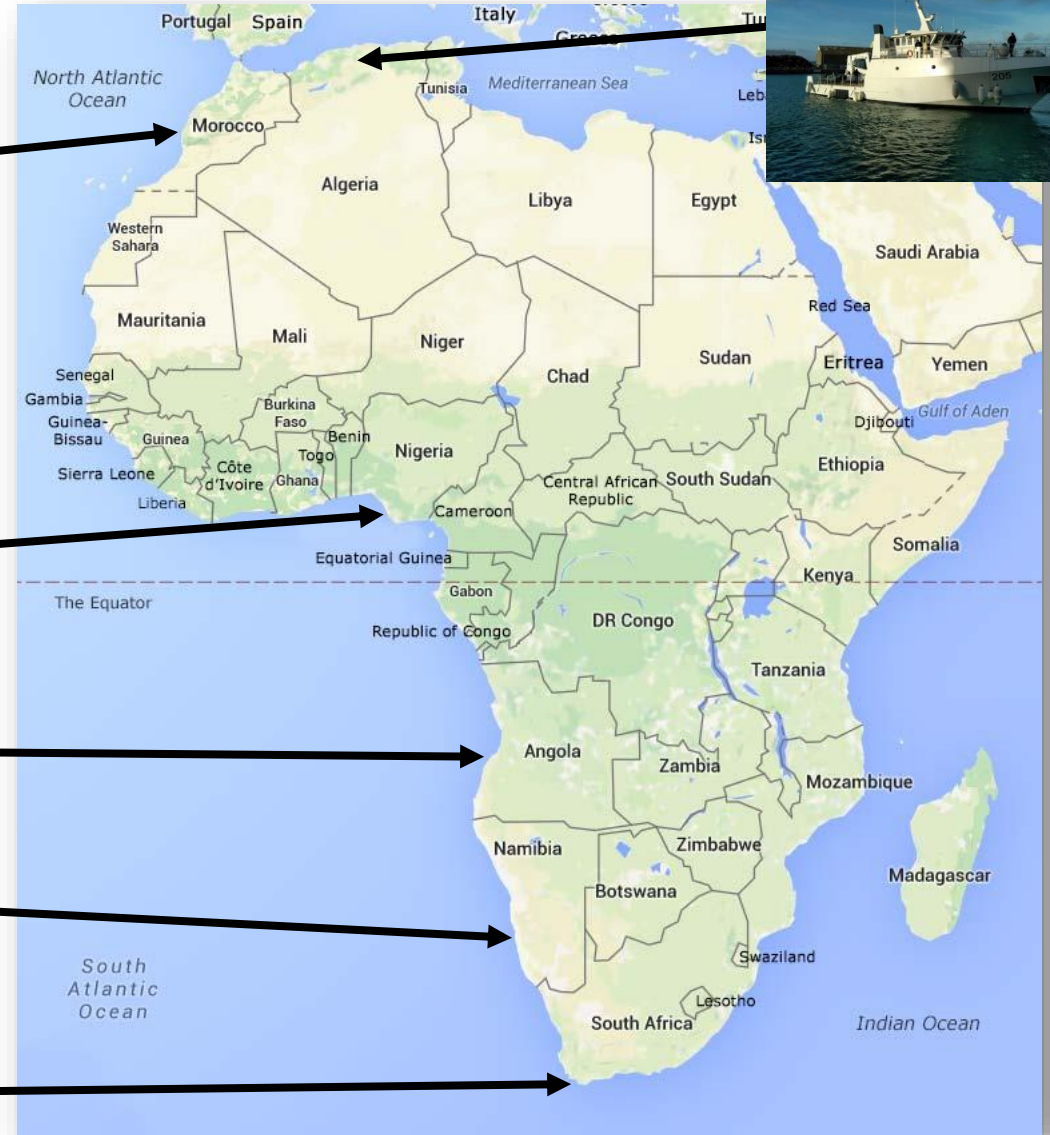 Portugal
Spain
Italy
North Atlantic
Ocean
Mediterranean Sea
Tunisia
Morocco
Algeria
Libya
Egypt
Western
Sahara
Saudi Arabia
Red Sea
Mauritania
Mali
Niger
Chad
Sudan
Eritrea
Yemen
Senegal
Gambia
Guinea-
Bissau
Guinea
Sierra Leone
Liberia
Côte
d'Ivoire
Burkina
Faso
Ghana
Togo
Benin
Nigeria
Cameroon
Central African
Republic
South Sudan
Ethiopia
Djibouti
Gulf of Aden
Somalia
Equatorial Guinea
Gabon
Republic of Congo
DR Congo
Kenya
The Equator
Tanzania
Angola
Zambia
Mozambique
Namibia
Zimbabwe
Botswana
Madagascar
Swaziland
Lesotho
South Africa
South
Atlantic
Ocean
Indian Ocean
205